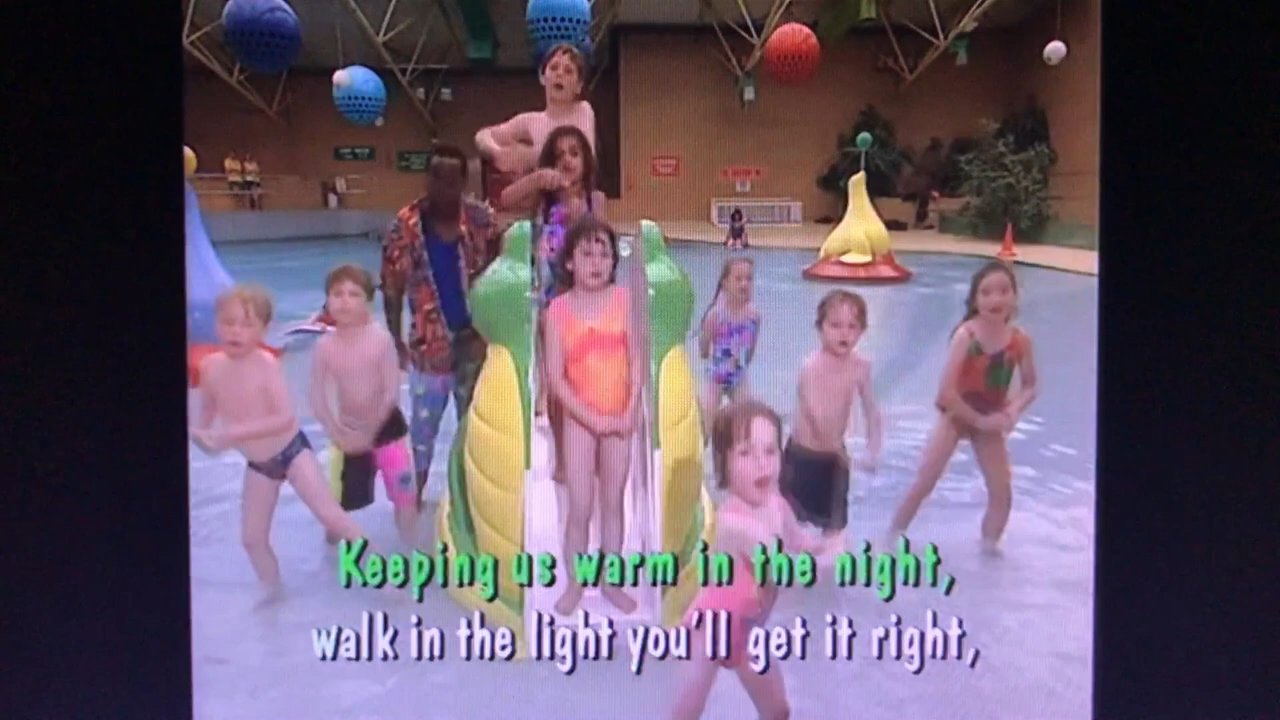 Keeping us warm in the night,
walk in the light you'll get it right,